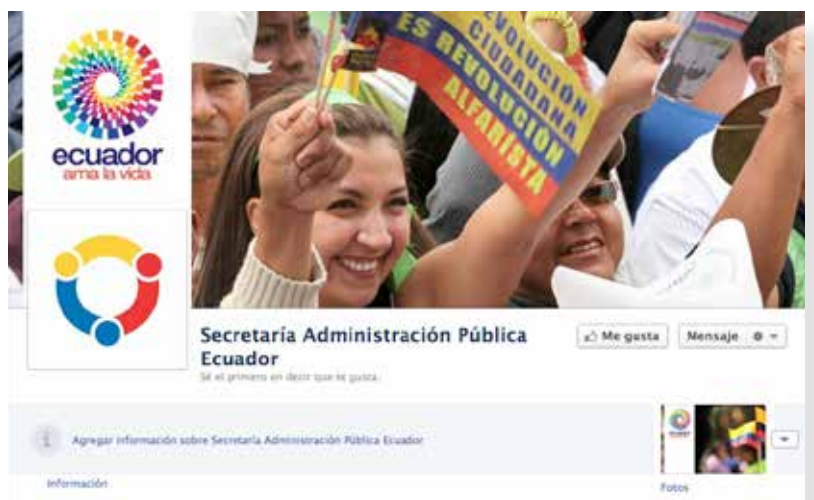 ecuador
ama la vida
REVOLUCIÓN
CIUDADANA
ES REVOLUCIÓN
ALFARISTA
Secretaría Administración Pública
Ecuador
Sé el primero en decir que te gusta.
Me gusta
Mensaje
Agregar información sobre Secretaría Administración Pública Ecuador
Información
Fotos